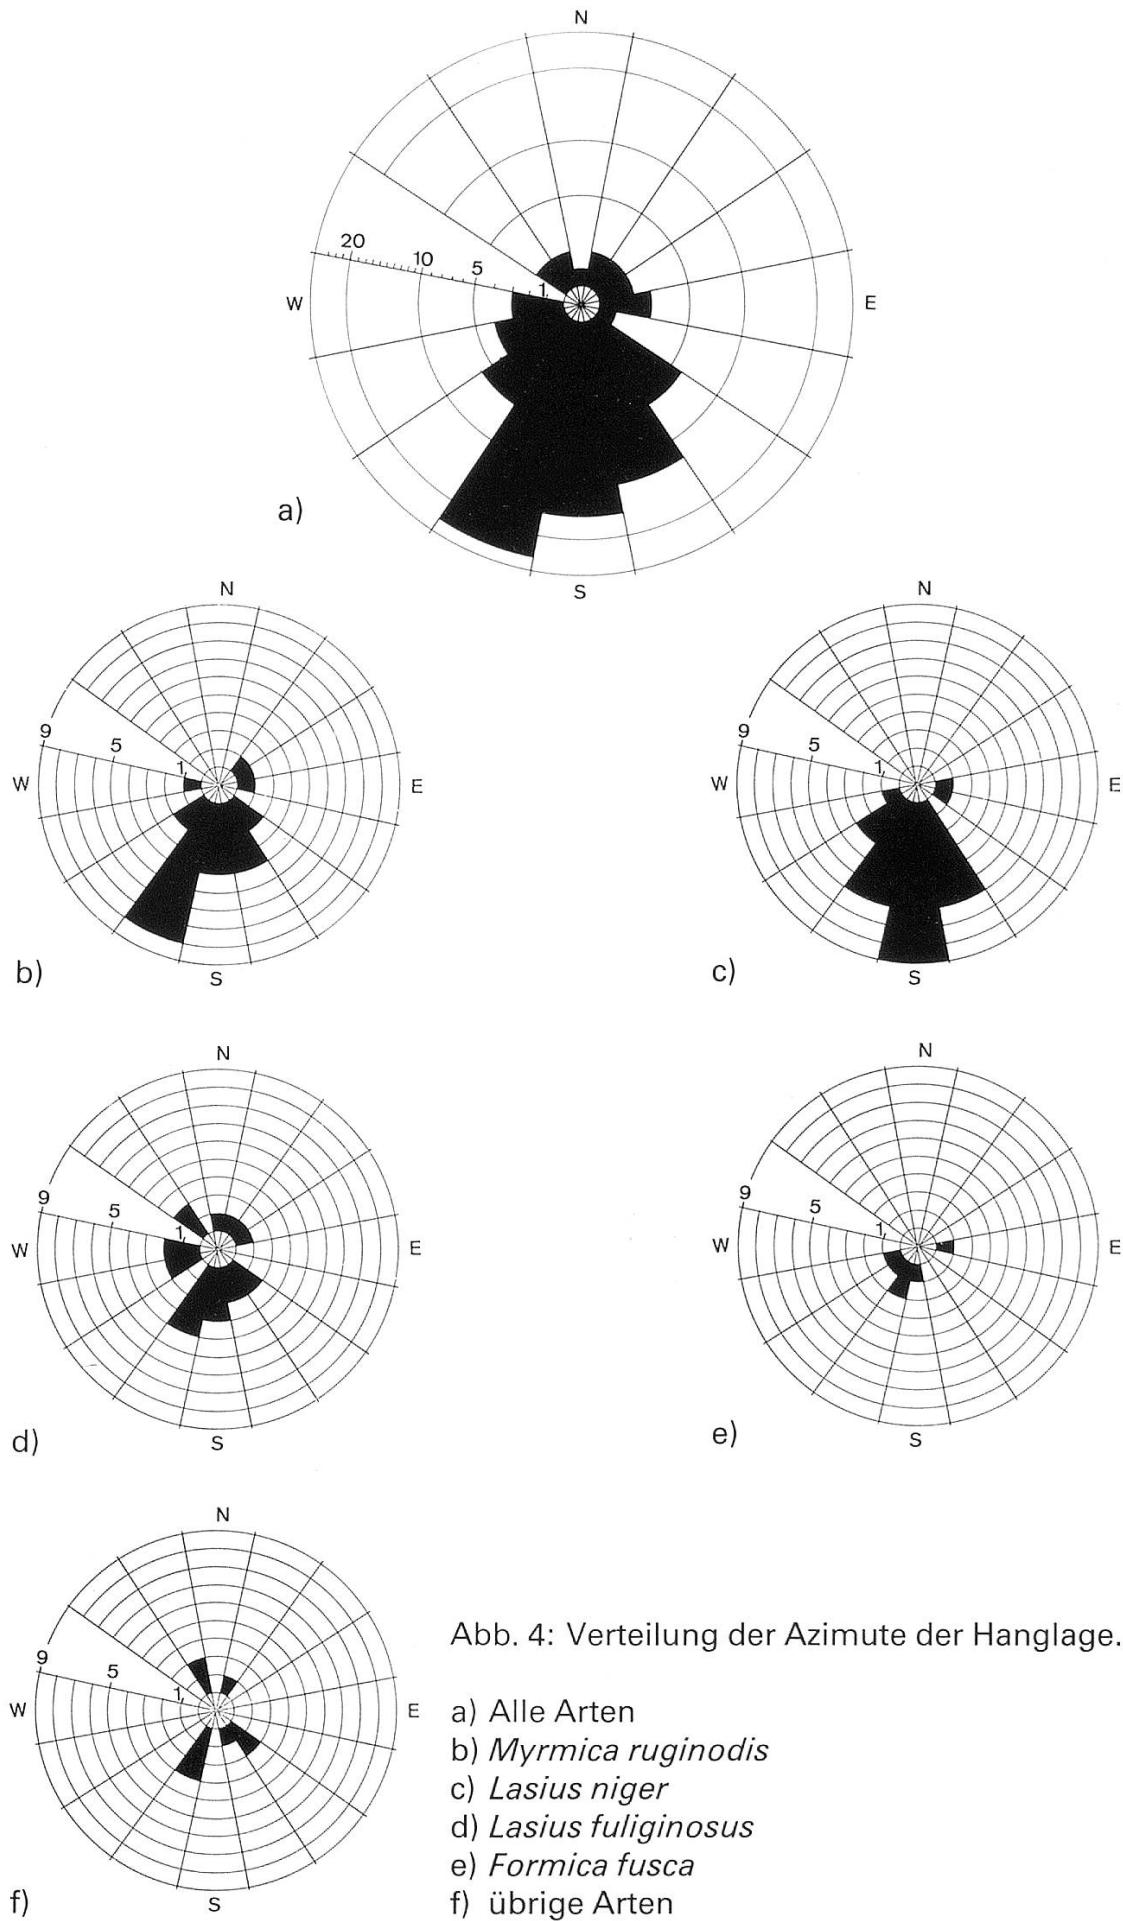 N
20
10
5
1
W
E
a)
S
N
N
9
5
1
W
E
9
5
1
W
E
b)
S
c)
S
N
N
9
5
1
W
E
9
5
1
W
E
d)
S
e)
S
N
9
5
1
W
E
f)
S
Abb. 4: Verteilung der Azimute der Hanglage.
a) Alle Arten
b) Myrmica ruginodis
c) Lasius niger
d) Lasius fuliginosus
e) Formica fusca
f) übrige Arten